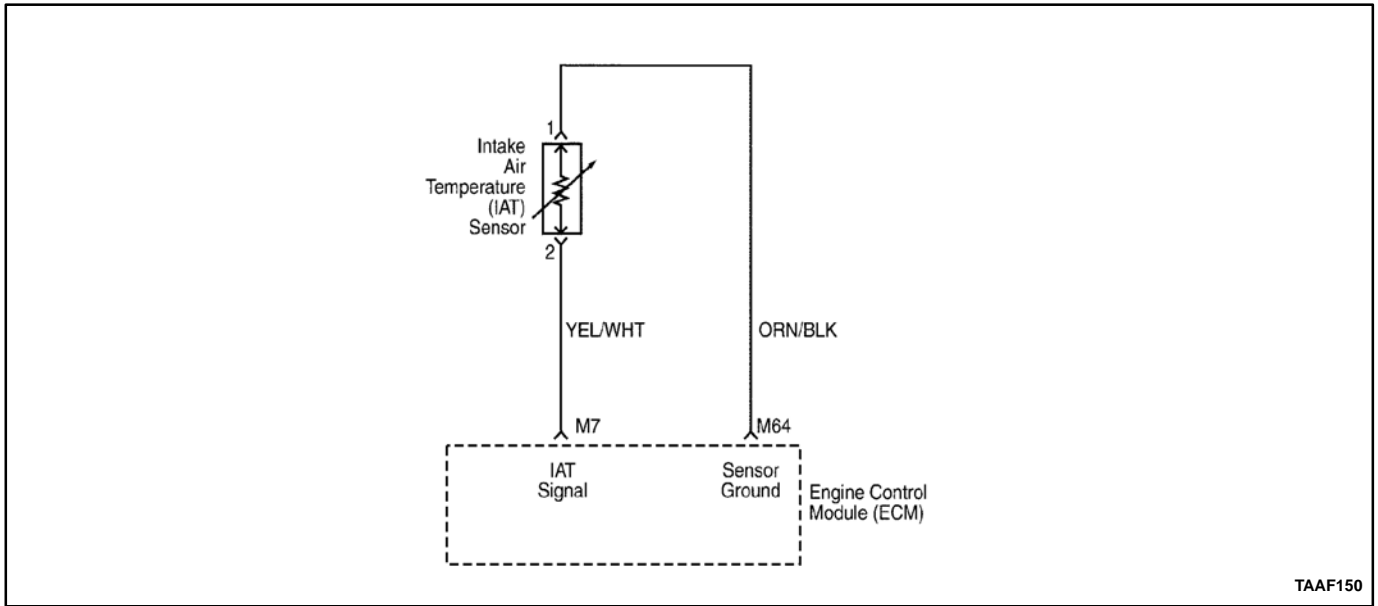 1
Intake
Air
Temperature
(IAT)
Sensor
2
YEL/WHT
ORN/BLK
M7
M64
IAT
Signal
Sensor
Ground
Engine Control
Module (ECM)
TAAF150